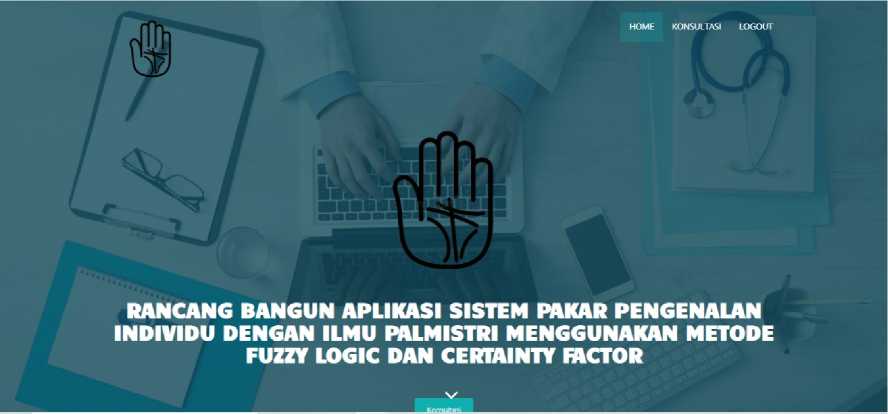 HOME KONSULTASI LOGOUT
RANCANG BANGUN APLIKASI SISTEM PAKAR PENGENALAN
INDIVIDU DENGAN ILMU PALMISTRI MENGGUNAKAN METODE
FUZZY LOGIC DAN CERTAINTY FACTOR
Konsultasi